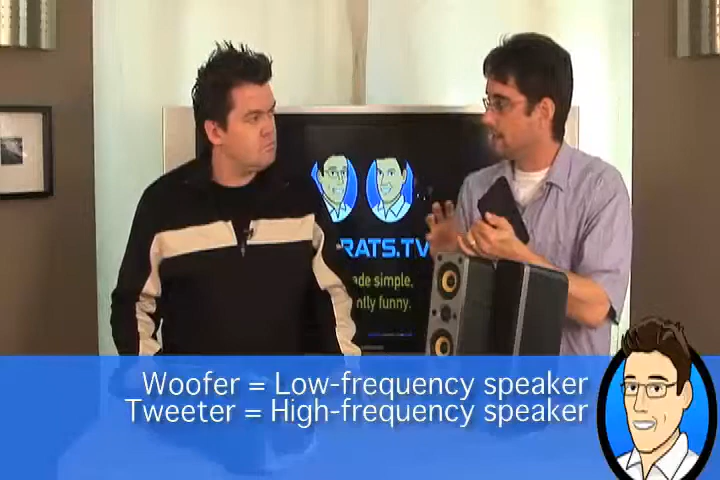 RATS.TV
ade simple.
ntly funny.
Woofer = Low-frequency speaker
Tweeter = High-frequency speaker